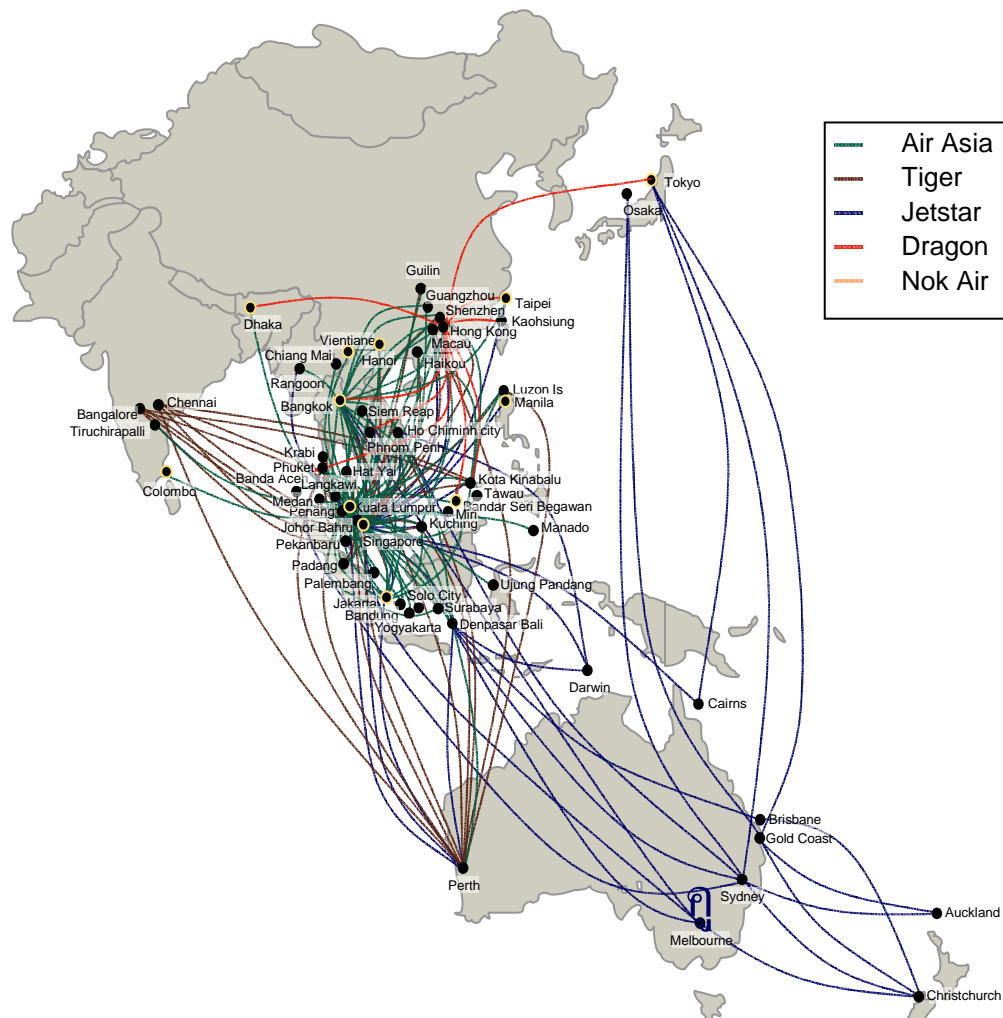 Air Asia
Tiger
Jetstar
Dragon
Nok Air
Tokyo
Osaka
Guilin
Guangzhou
Taipei
Shenzhen
Kaohsiung
Dhaka
Hong Kong
Vientiane
Macau
Chiang Mai
Hanoi
Haikou
Rangoon
Luzon Is
Chennai
Manila
Bangalore
Bangkok
Siem Reap
Tiruchirapalli
Ho Chiminh city
Phnom Penh
Krabi
Phuket
Hat Yai
Banda Aceh
Kota Kinabalu
Colombo
Langkawi
Tawau
Medan
Kuala Lumpur
Bandar Seri Begawan
Penang
Miri
Johor Bahru
Kuching
Manado
Singapore
Pekanbaru
Padang
Palembang
Ujung Pandang
Solo City
Jakarta
Surabaya
Bandung
Yogyakarta
Denpasar Bali
Darwin
Cairns
Brisbane
Gold Coast
Perth
Sydney
Auckland
Melbourne
Christchurch